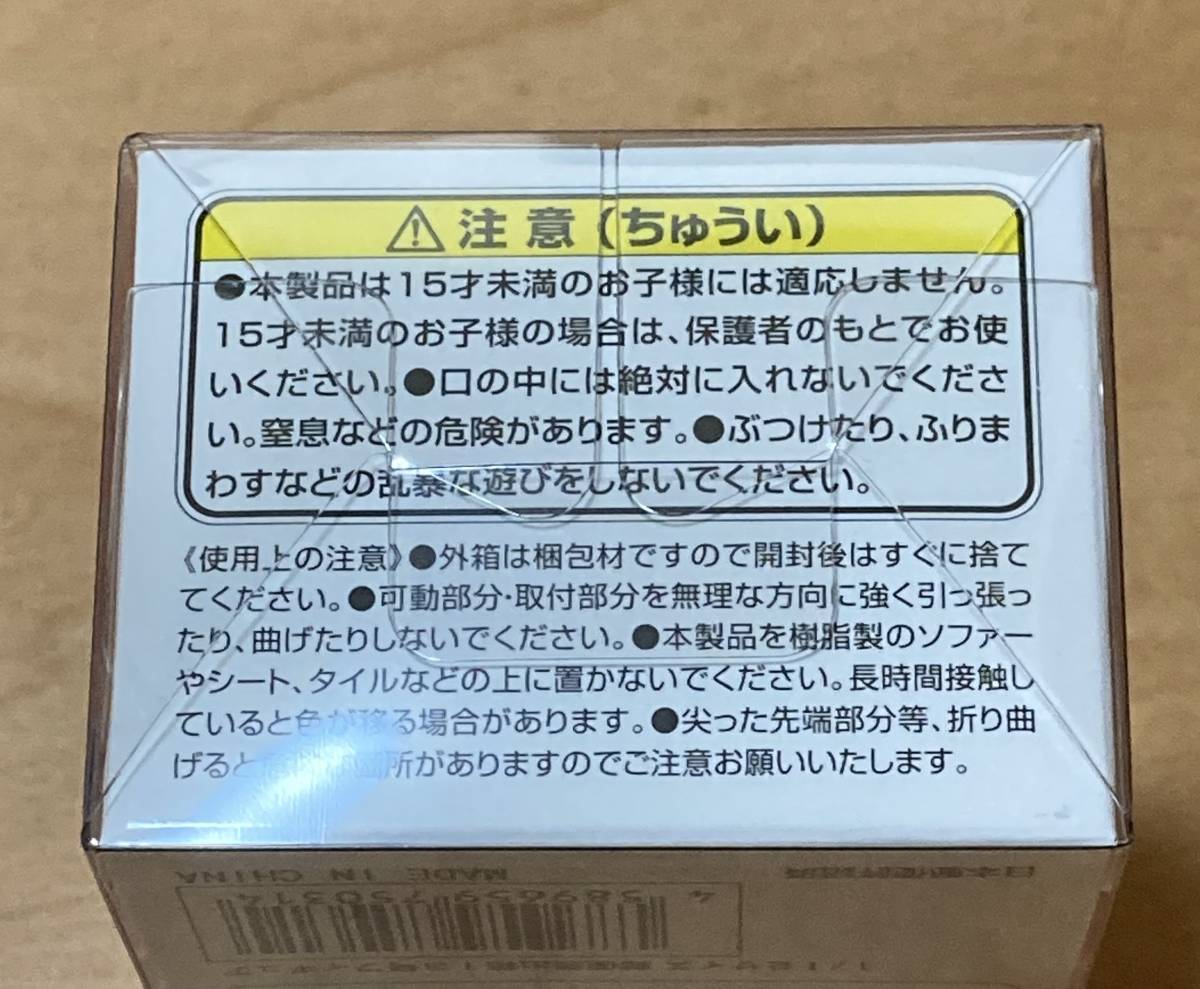 注意(ちゅうい)
●本製品は15才未満のお子様には適応しません。
15才未満のお子様の場合は、保護者のもとでお使
いください。●口の中には絶対に入れないでくださ
い。窒息などの危険があります。●ぶつけたり、ふりま
わすなどの乱暴な遊びをしないでください。
《使用上の注意》●外箱は梱包材ですので開封後はすぐに捨て
てください。●可動部分・取付部分を無理な方向に強く引っ張っ
たり、曲げたりしないでください。●本製品を樹脂製のソファー
やシート、タイルなどの上に置かないでください。長時間接触し
ていると色が移る場合があります。●尖った先端部分等、折り曲
げると箇所がありますのでご注意お願いいたします。
MADE IN CHINA